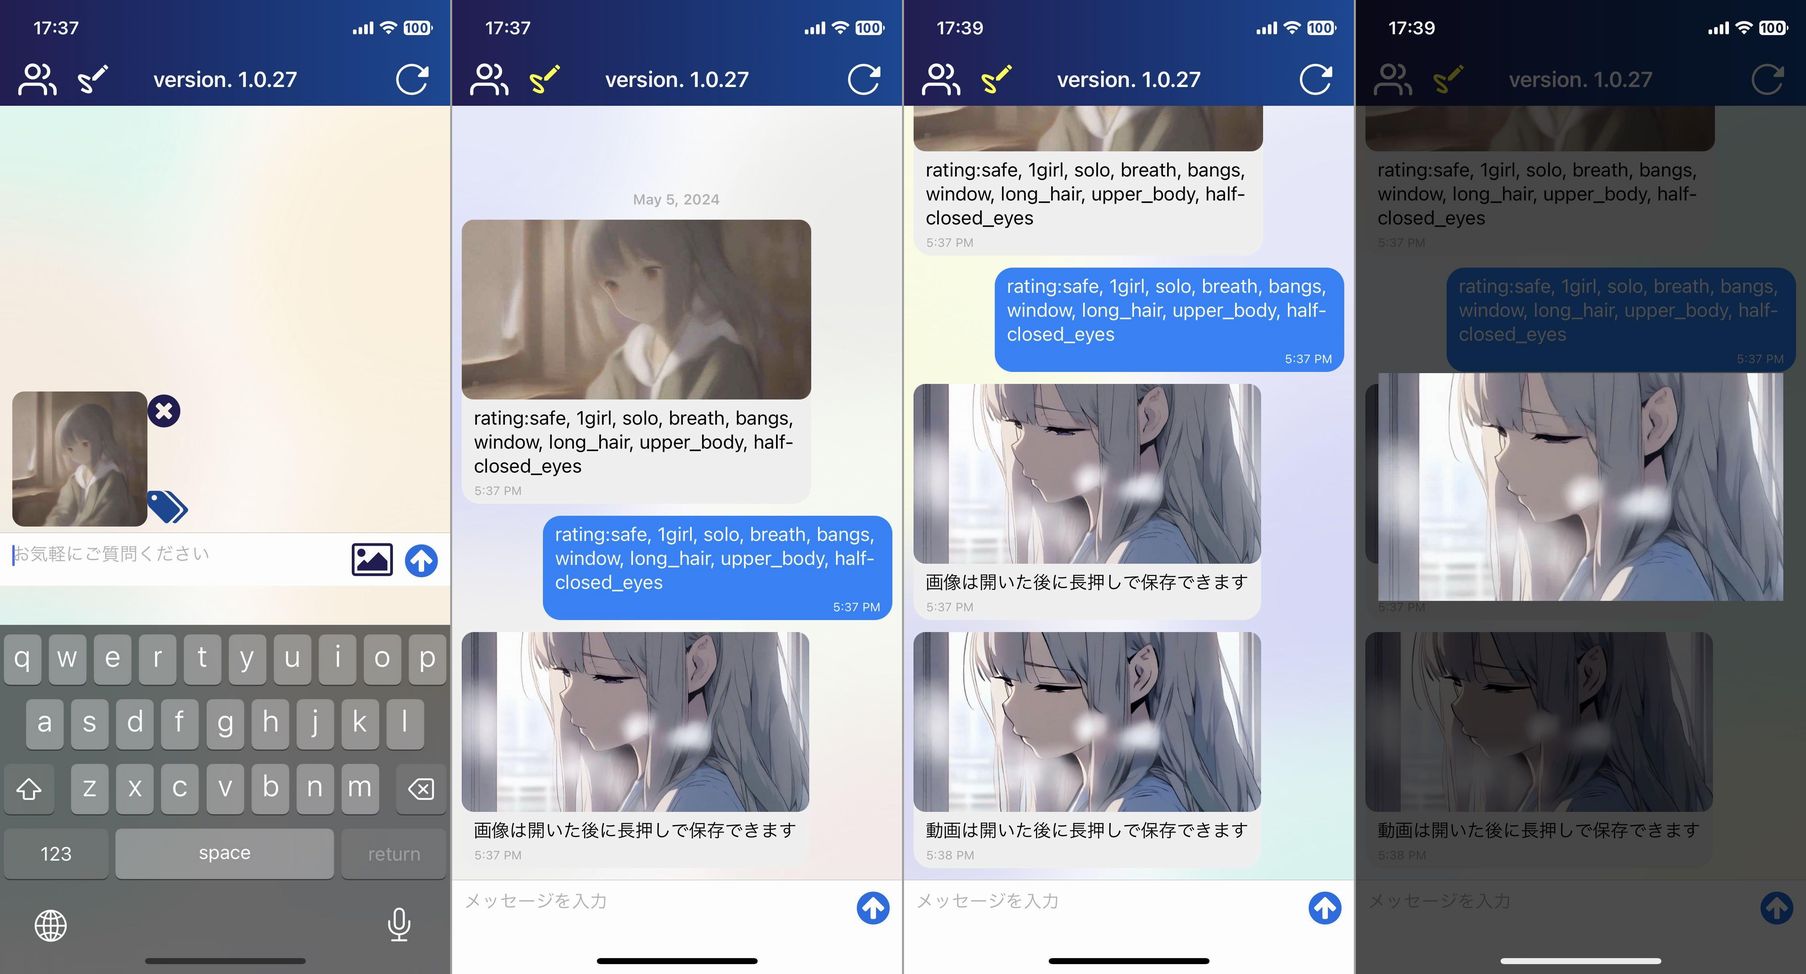 17:37
100
version. 1.0.27
お気軽にご質問ください
q w e r t y u i o p
a s d f g h j k l
z x c v b n m
123 space return
17:37
100
version. 1.0.27
May 5, 2024
rating:safe, 1girl, solo, breath, bangs,
window, long_hair, upper_body, half-
closed_eyes
5:37 PM
rating:safe, 1girl, solo, breath, bangs,
window, long_hair, upper_body, half-
closed_eyes
5:37 PM
画像は開いた後に長押しで保存できます
5:37 PM
メッセージを入力
17:39
100
version. 1.0.27
rating:safe, 1girl, solo, breath, bangs,
window, long_hair, upper_body, half-
closed_eyes
5:37 PM
rating:safe, 1girl, solo, breath, bangs,
window, long_hair, upper_body, half-
closed_eyes
5:37 PM
画像は開いた後に長押しで保存できます
5:37 PM
動画は開いた後に長押しで保存できます
5:38 PM
メッセージを入力
17:39
100
version. 1.0.27
rating:safe, 1girl, solo, breath, bangs,
window, long_hair, upper_body, half-
closed_eyes
5:37 PM
rating:safe, 1girl, solo, breath, bangs,
window, long_hair, upper_body, half-
closed_eyes
5:37 PM
5:37 PM
動画は開いた後に長押しで保存できます
5:38 PM
メッセージを入力